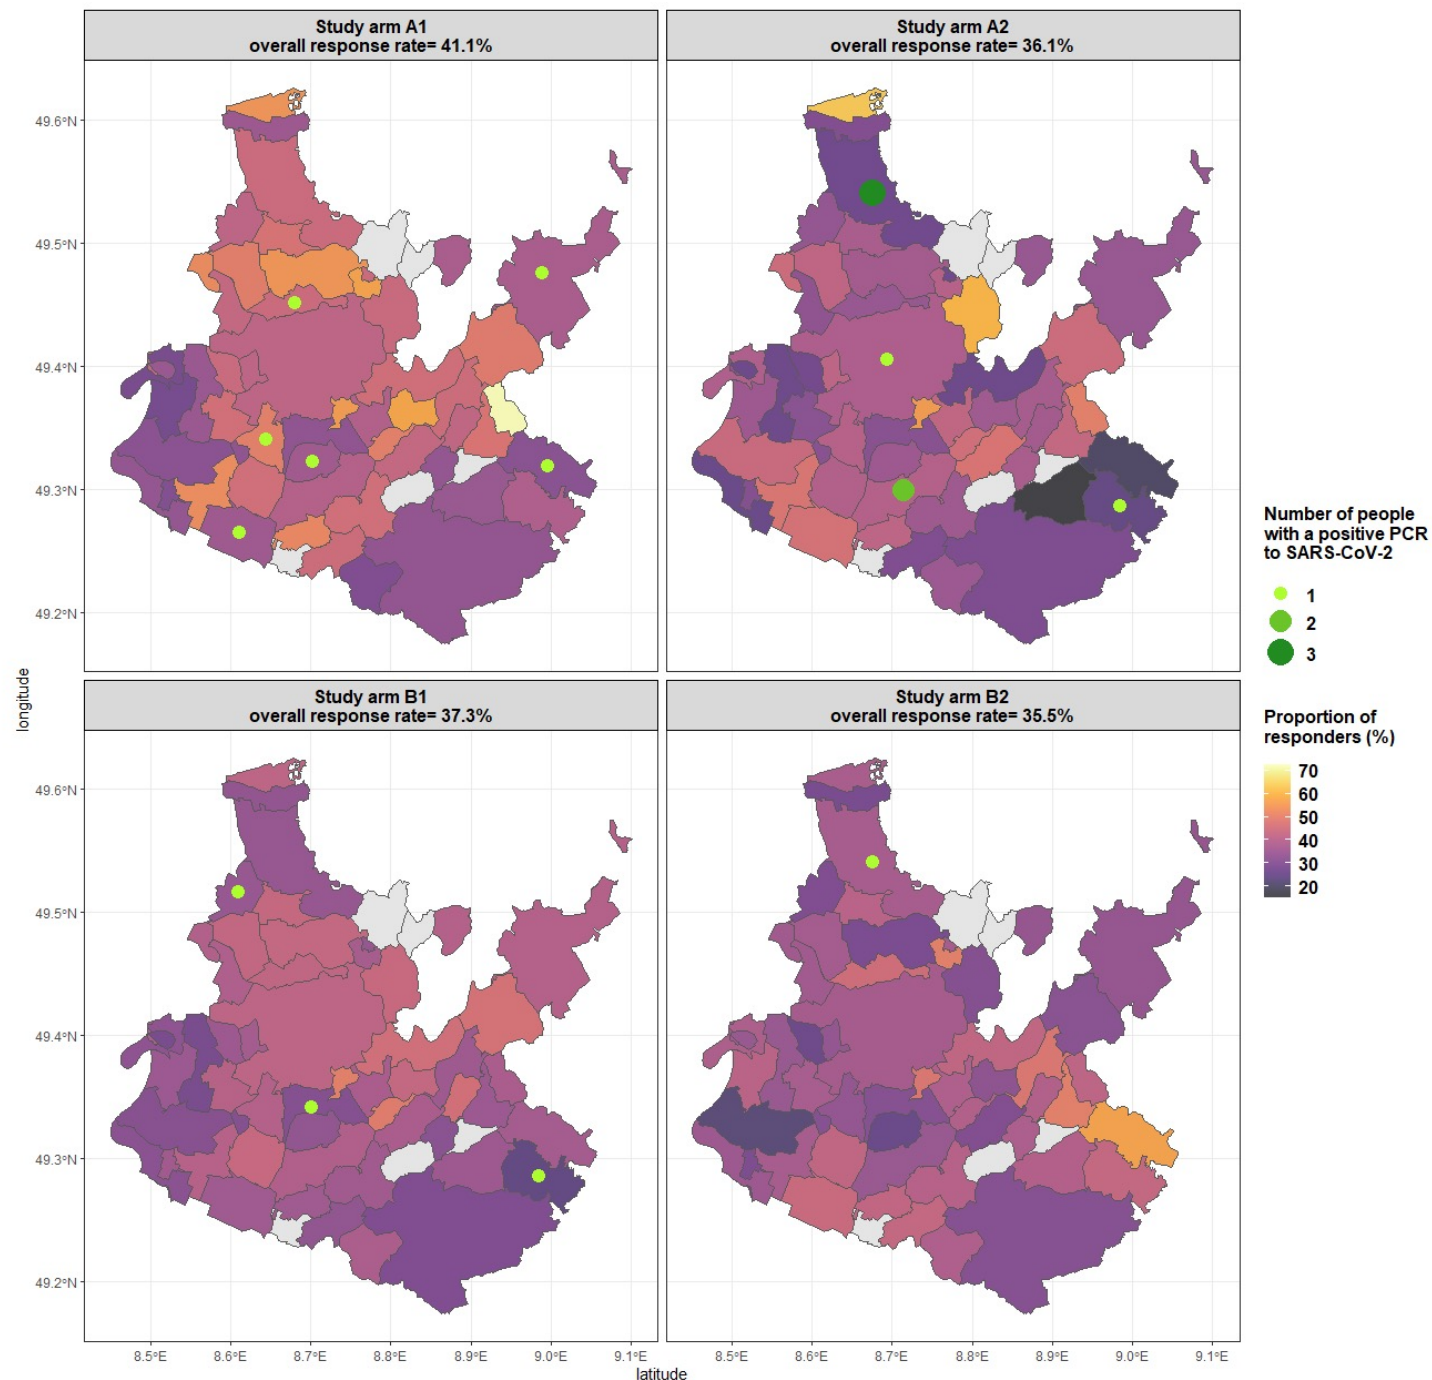 Study arm A1
overall response rate= 41.1%
Study arm A2
overall response rate= 36.1%
49.6°N
49.5°N
49.4°N
49.3°N
49.2°N
longitude
Study arm B1
overall response rate= 37.3%
Study arm B2
overall response rate= 35.5%
49.6°N
49.5°N
49.4°N
49.3°N
49.2°N
8.5°E 8.6°E 8.7°E 8.8°E 8.9°E 9.0°E 9.1°E 8.5°E 8.6°E 8.7°E 8.8°E 8.9°E 9.0°E 9.1°E
latitude
Number of people
with a positive PCR
to SARS-CoV-2
1
2
3
Proportion of
responders (%)
70
60
50
40
30
20